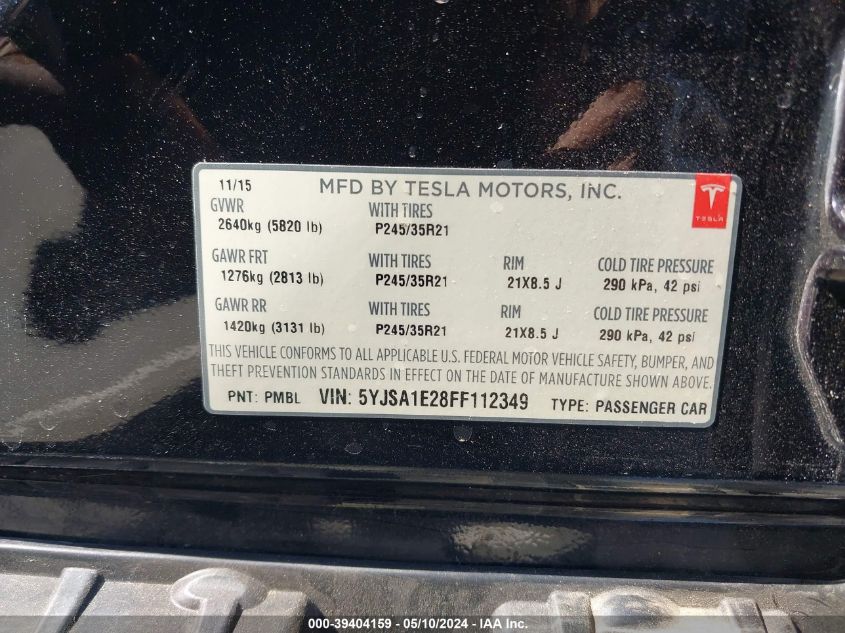 11/15 MFD BY TESLA MOTORS, INC.
TESLA
GVWR WITH TIRES
2640kg (5820 lb) P245/35R21
GAWR FRT WITH TIRES RIM COLD TIRE PRESSURE
1276kg (2813 lb) P245/35R21 21X8.5 J 290 kPa, 42 psi
GAWR RR WITH TIRES RIM COLD TIRE PRESSURE
1420kg (3131 lb) P245/35R21 21X8.5 J 290 kPa, 42 psi
THIS VEHICLE CONFORMS TO ALL APPLICABLE U.S. FEDERAL MOTOR VEHICLE SAFETY, BUMPER, AND
THEFT PREVENTION STANDARDS IN EFFECT ON THE DATE OF MANUFACTURE SHOWN ABOVE.
PNT: PMBL VIN: 5YJSA1E28FF112349 TYPE: PASSENGER CAR
000-39404159 - 05/10/2024 - IAA Inc.